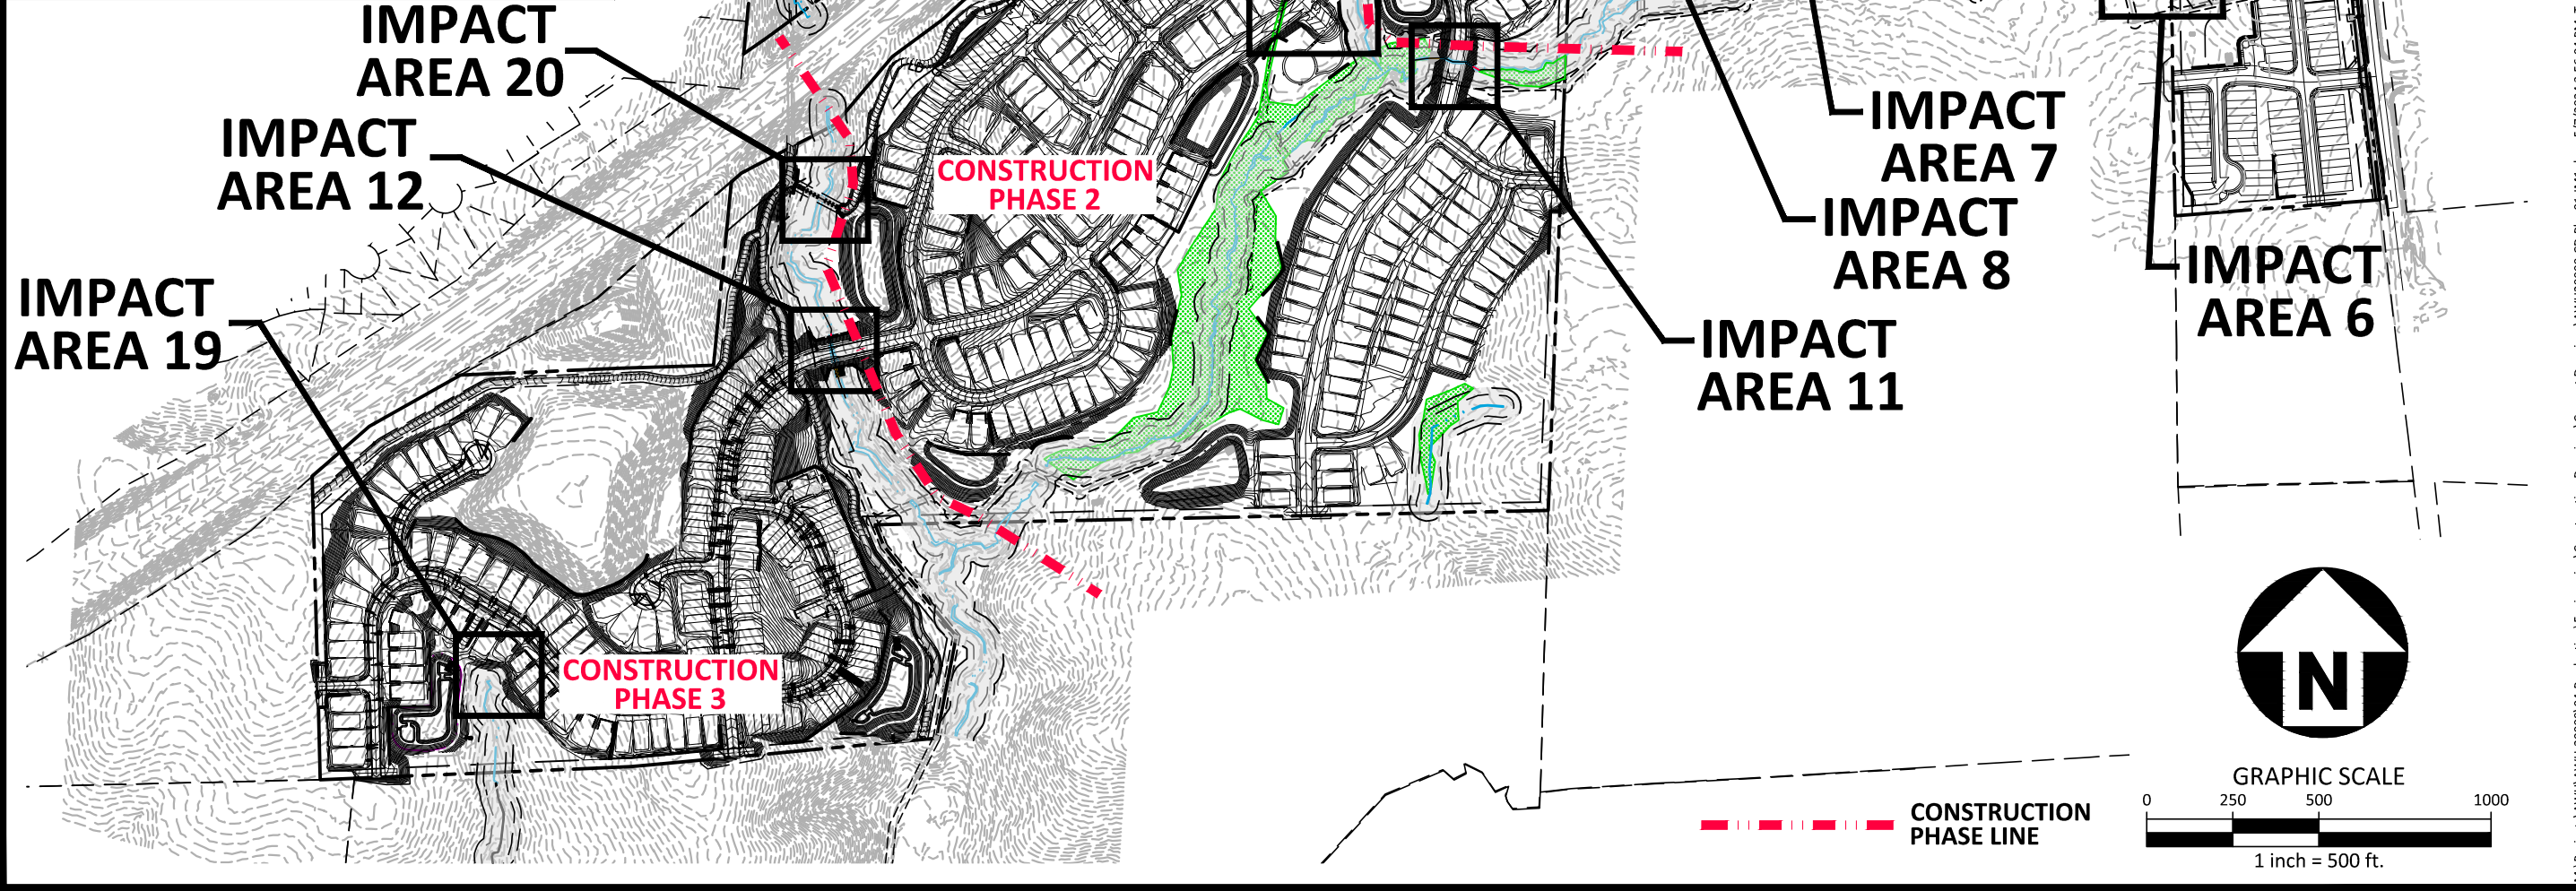 IMPACT
AREA 20
IMPACT
AREA 12
IMPACT
AREA 19
CONSTRUCTION
PHASE 2
CONSTRUCTION
PHASE 3
IMPACT
AREA 7
IMPACT
AREA 8
IMPACT
AREA 11
IMPACT
AREA 6
N
GRAPHIC SCALE
0 250 500 1000
1 inch = 500 ft.
CONSTRUCTION
PHASE LINE